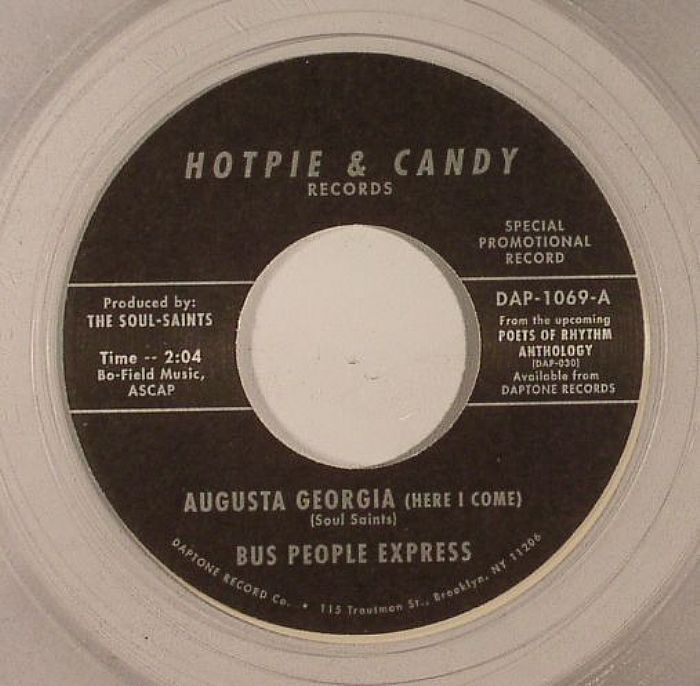 HOTPIE & CANDY
RECORDS
SPECIAL
PROMOTIONAL
RECORD
Produced by:
THE SOUL-SAINTS
Time -- 2:04
Bo-Field Music,
ASCAP
DAP-1069-A
From the upcoming
POETS OF RHYTHM
ANTHOLOGY
(DAP-030)
Available from
DAPTONE RECORDS
AUGUSTA GEORGIA (HERE I COME)
(Soul Saints)
BUS PEOPLE EXPRESS
DAPTONE RECORD Co. • 115 Troutman St., Brooklyn, NY 11206